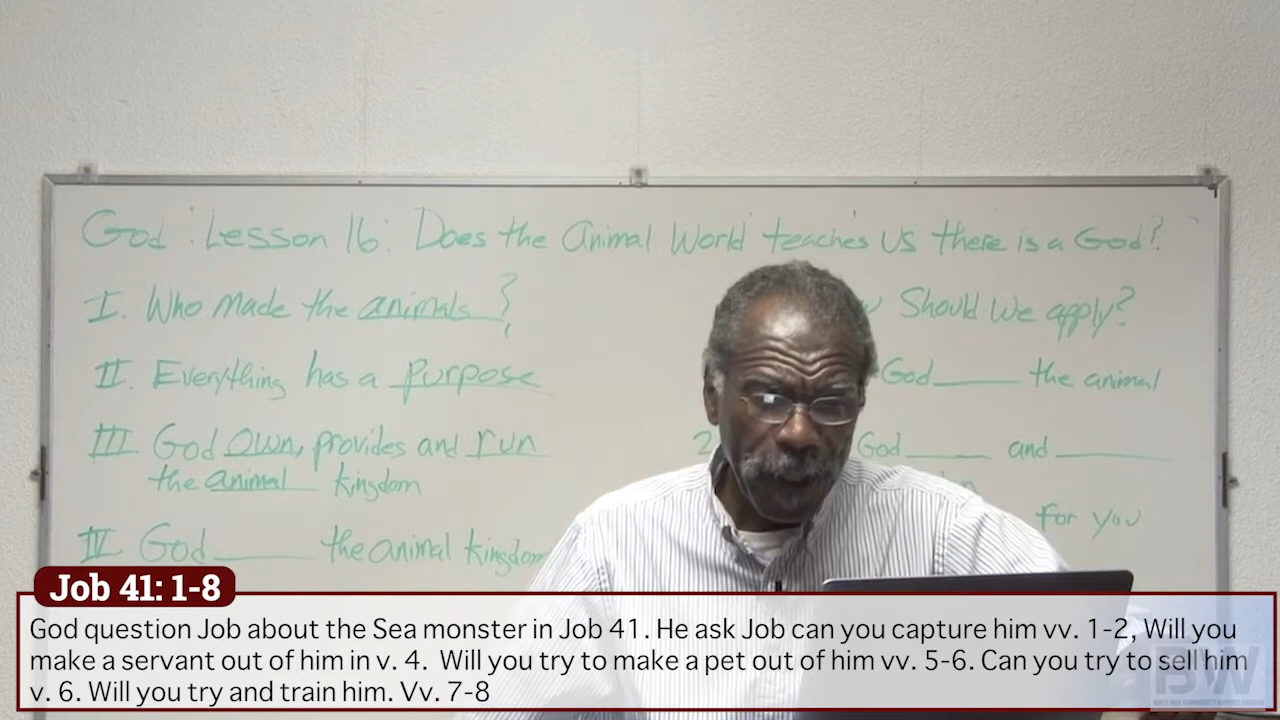 God : Lesson 16 : Does the Animal World teaches us there is a God?
I. Who Made the animals?
Should We apply?
II. Everything has a purpose
God____ the animal
III God own, provides and run
2
God____ and ____
the animal kingdom
for you
IV God____ the animal kingdom
Job 41: 1-8
God question Job about the Sea monster in Job 41. He ask Job can you capture him vv. 1-2, Will you
make a servant out of him in v. 4. Will you try to make a pet out of him vv. 5-6. Can you try to sell him
v. 6. Will you try and train him. Vv. 7-8
BW